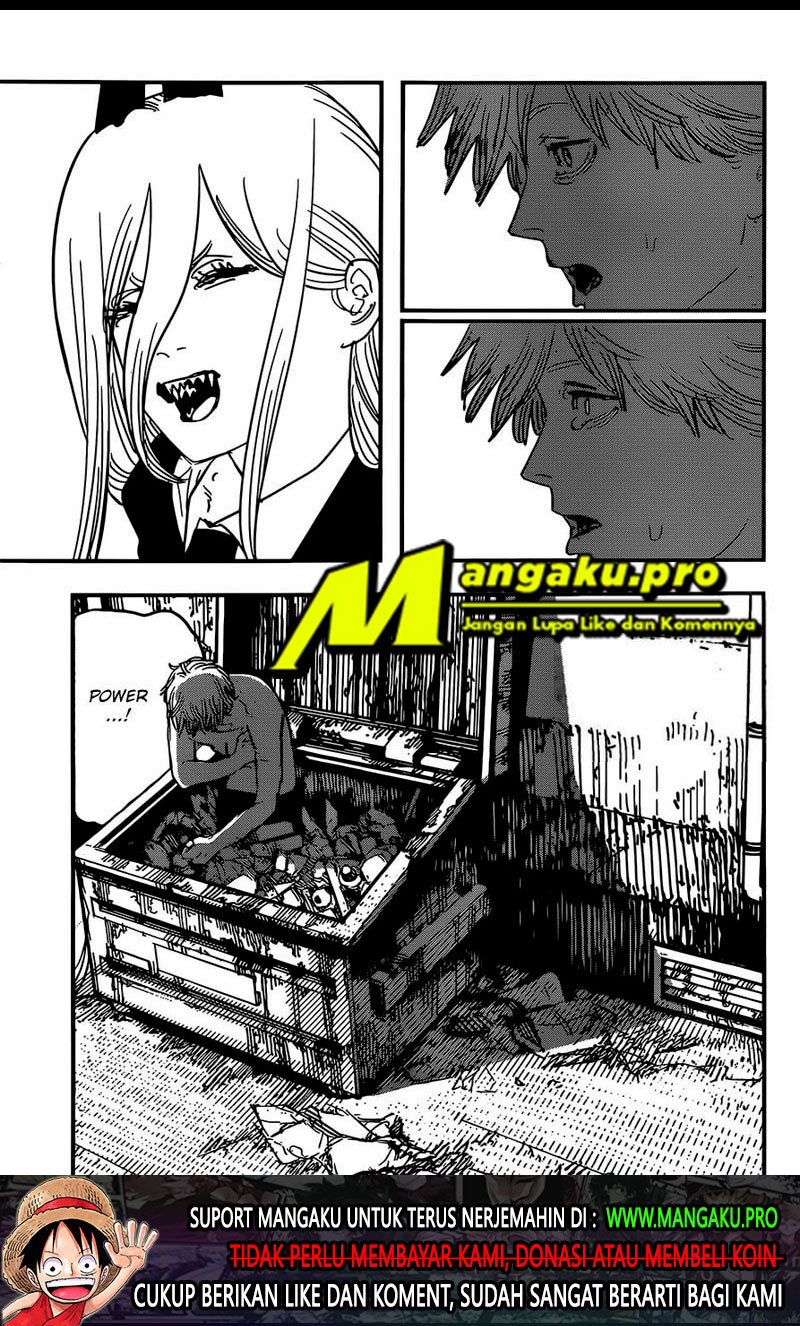 Mangaku.pro
Jangan Lupa Like dan Komennya
POWER
...!
SUPORT MANGAKU UNTUK TERUS NERJEMAHIN DI : WWW.MANGAKU.PRO
TIDAK PERLU MEMBAYAR KAMI, DONASI ATAU MEMBELI KOIN
CUKUP BERIKAN LIKE DAN KOMENT, SUDAH SANGAT BERARTI BAGI KAMI